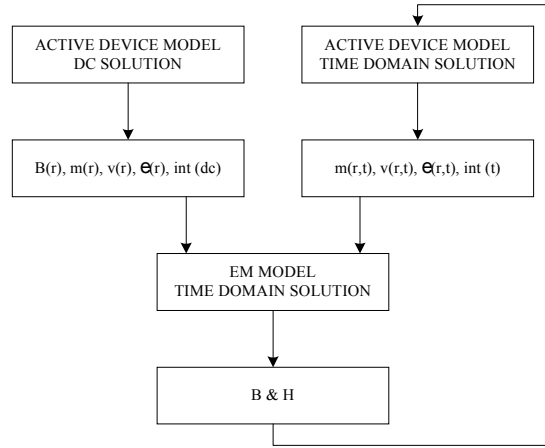 ACTIVE DEVICE MODEL
DC SOLUTION
ACTIVE DEVICE MODEL
TIME DOMAIN SOLUTION
B(r), m(r), v(r), e(r), int (dc)
m(r,t), v(r,t), e(r,t), int (t)
EM MODEL
TIME DOMAIN SOLUTION
B & H